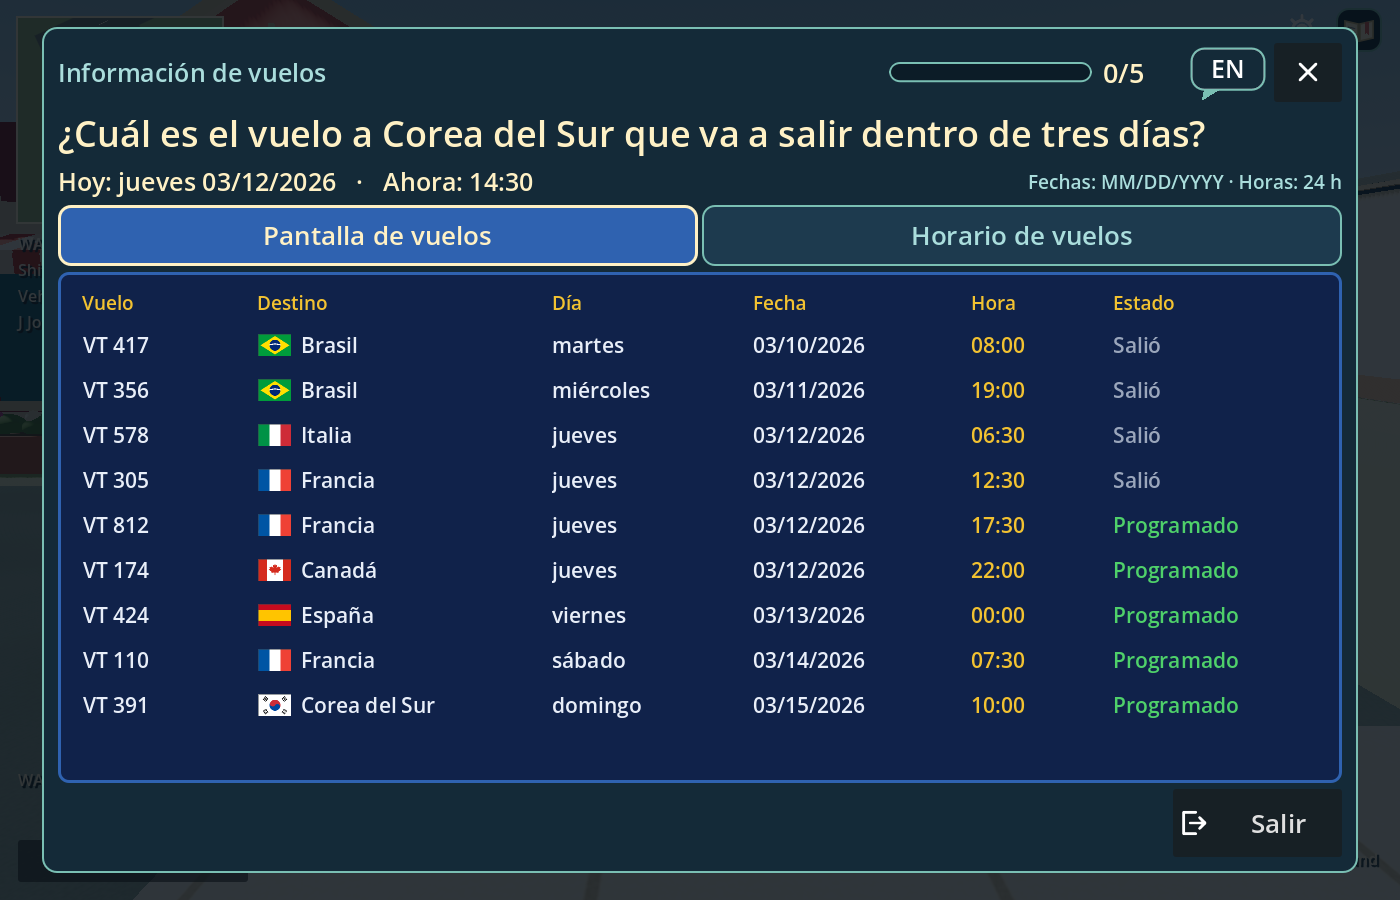 Información de vuelos 0/5 EN
¿Cuál es el vuelo a Corea del Sur que va a salir dentro de tres días?
Hoy: jueves 03/12/2026 · Ahora: 14:30 Fechas: MM/DD/YYYY · Horas: 24 h
Pantalla de vuelos Horario de vuelos
Vuelo Destino Día Fecha Hora Estado
VT 417 Brasil martes 03/10/2026 08:00 Salió
VT 356 Brasil miércoles 03/11/2026 19:00 Salió
VT 578 Italia jueves 03/12/2026 06:30 Salió
VT 305 Francia jueves 03/12/2026 12:30 Salió
VT 812 Francia jueves 03/12/2026 17:30 Programado
VT 174 Canadá jueves 03/12/2026 22:00 Programado
VT 424 España viernes 03/13/2026 00:00 Programado
VT 110 Francia sábado 03/14/2026 07:30 Programado
VT 391 Corea del Sur domingo 03/15/2026 10:00 Programado
Salir